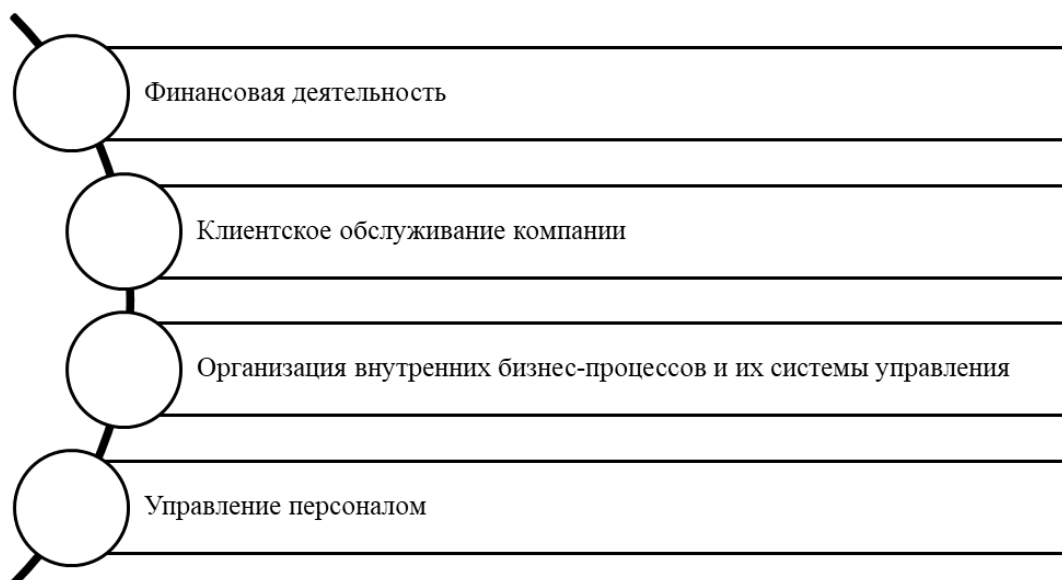 Финансовая деятельность
Клиентское обслуживание компании
Организация внутренних бизнес-процессов и их системы управления
Управление персоналом